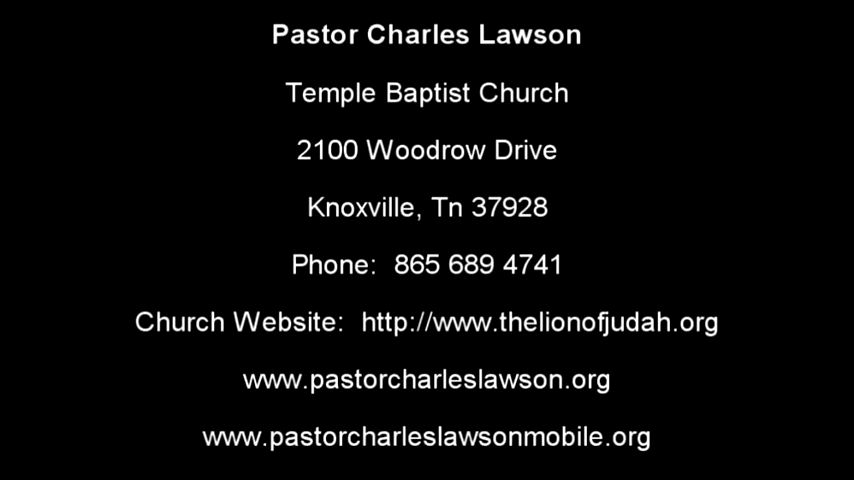 Pastor Charles Lawson
Temple Baptist Church
2100 Woodrow Drive
Knoxville, Tn 37928
Phone:  865 689 4741
Church Website:  http://www.thelionofjudah.org
www.pastorcharleslawson.org
www.pastorcharleslawsonmobile.org